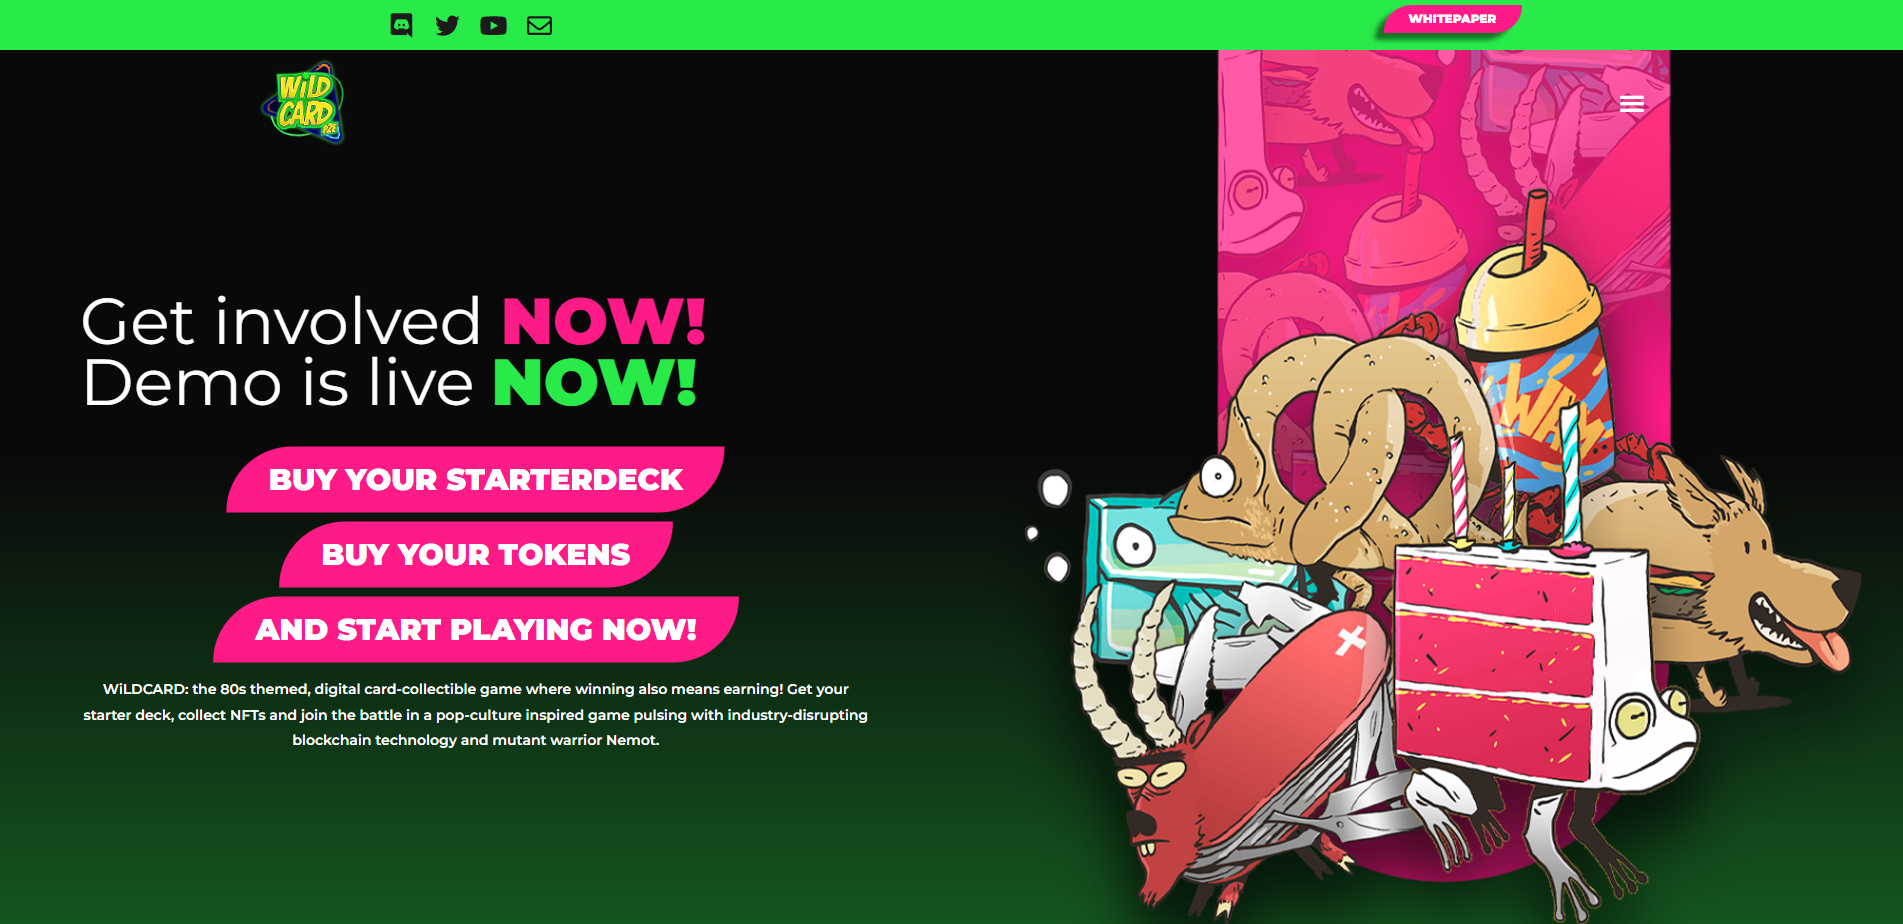 WHITEPAPER
WiLD
CARD
P2E
Get involved NOW!
Demo is live NOW!
BUY YOUR STARTERDECK
BUY YOUR TOKENS
AND START PLAYING NOW!
WiLDCARD: the 80s themed, digital card-collectible game where winning also means earning! Get your
starter deck, collect NFTs and join the battle in a pop-culture inspired game pulsing with industry-disrupting
blockchain technology and mutant warrior Nemot.